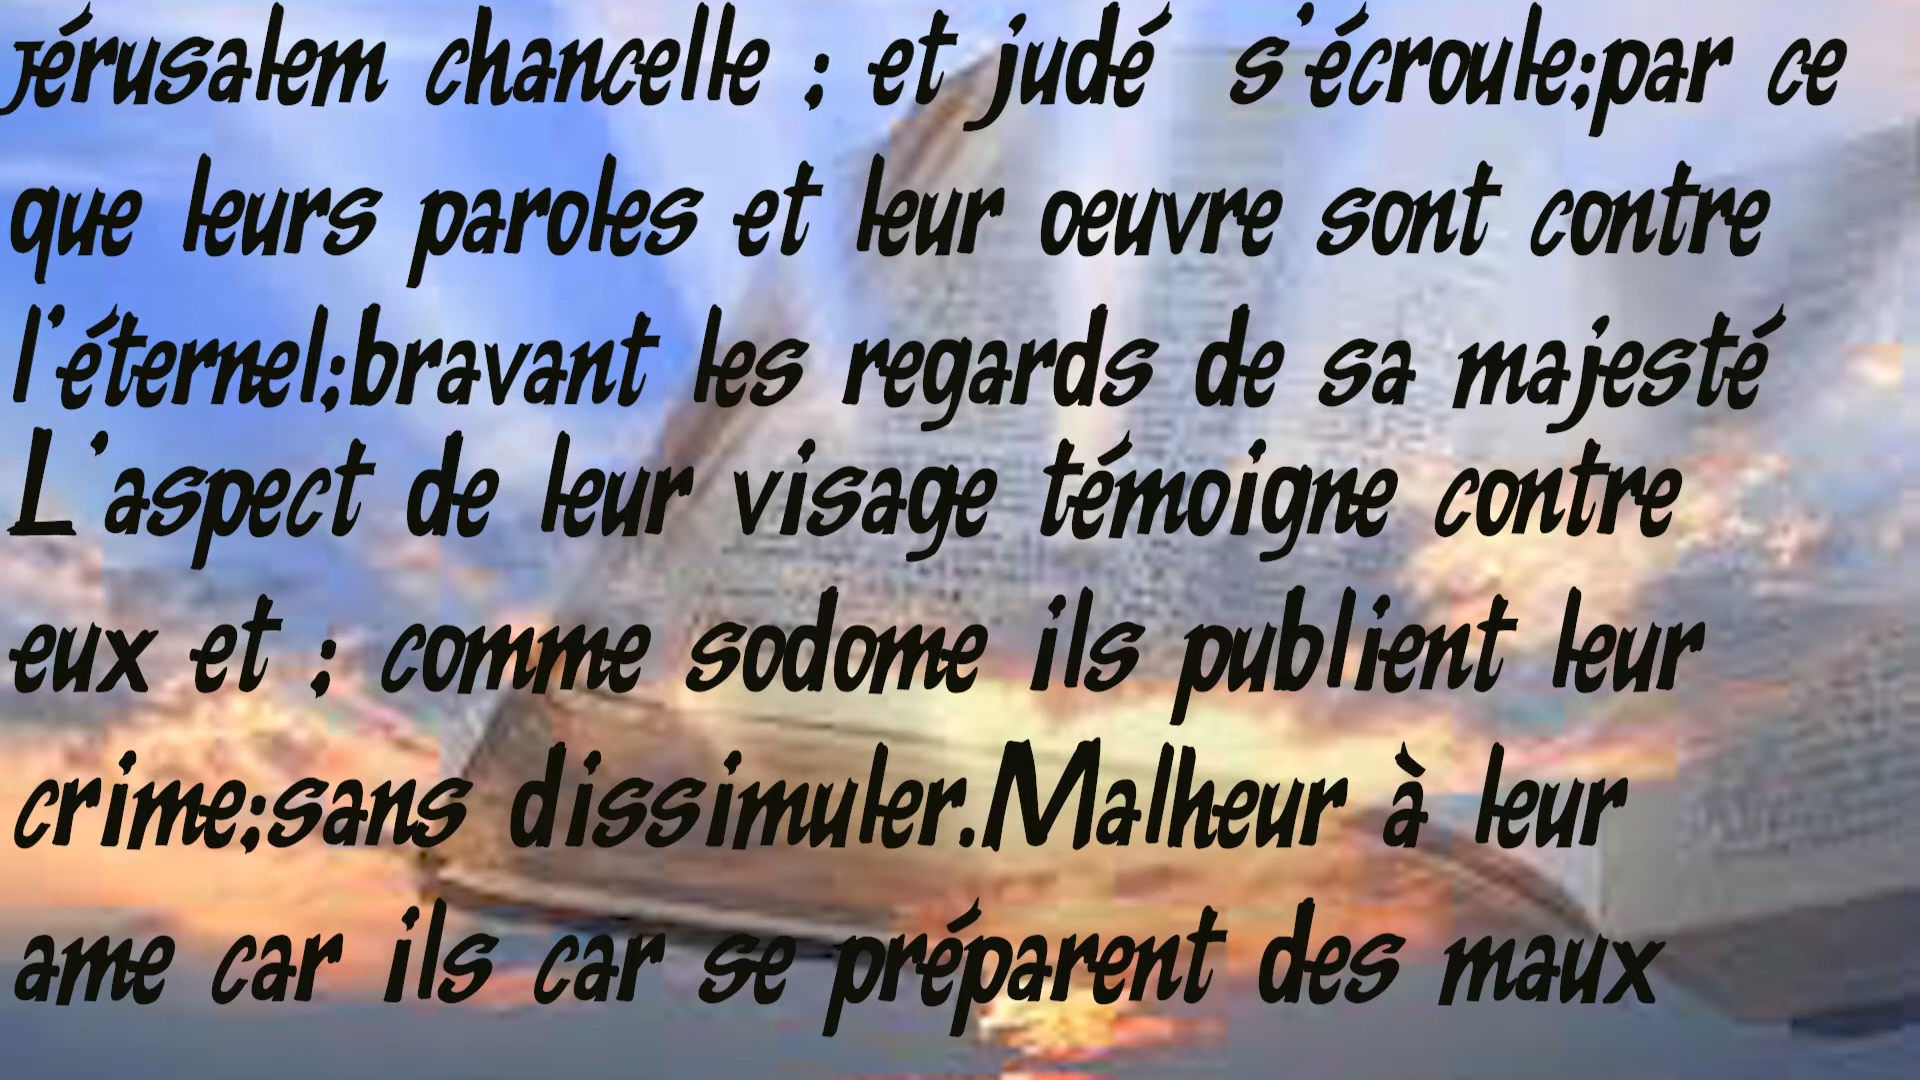 Jérusalem chancelle ; et judé s'écroule;par ce
que leurs paroles et leur oeuvre sont contre
l'éternel;bravant les regards de sa majesté
L'aspect de leur visage témoigne contre
eux et ; comme sodome ils publient leur
crime;sans dissimuler.Malheur à leur
ame car ils car se préparent des maux